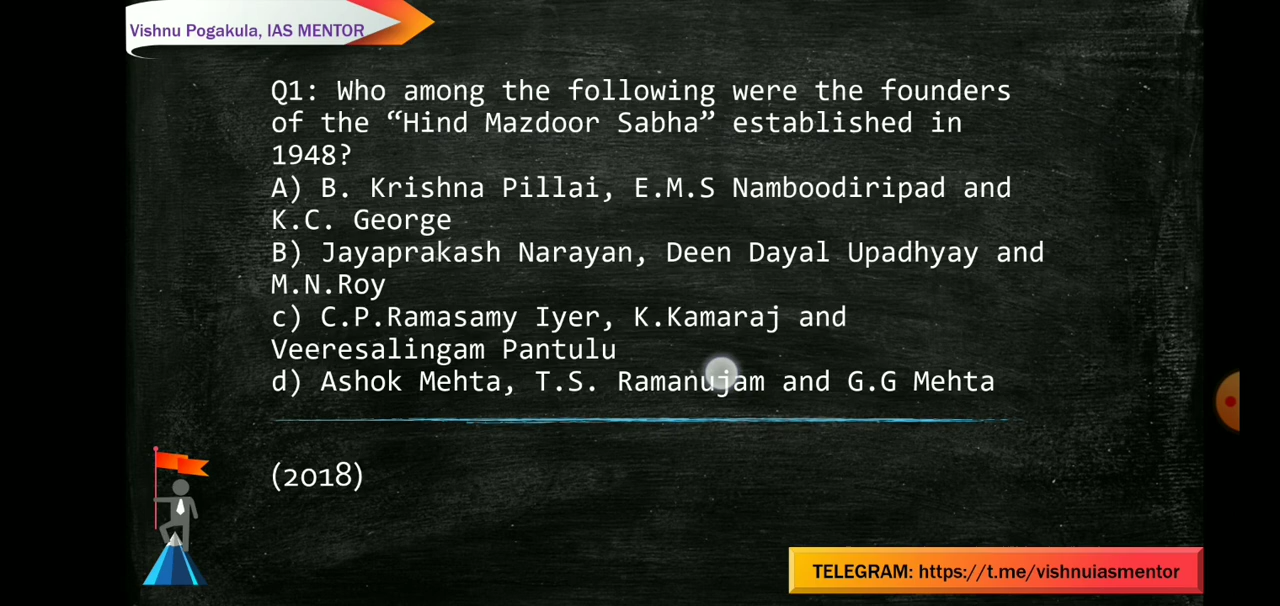 Vishnu Pogakula, IAS MENTOR
Q1: Who among the following were the founders
of the “Hind Mazdoor Sabha” established in
1948?
A) B. Krishna Pillai, E.M.S Namboodiripad and
K.C. George
B) Jayaprakash Narayan, Deen Dayal Upadhyay and
M.N.Roy
c) C.P.Ramasamy Iyer, K.Kamaraj and
Veeresalingam Pantulu
d) Ashok Mehta, T.S. Ramanujam and G.G Mehta
(2018)
TELEGRAM: https://t.me/vishnuiasmentor